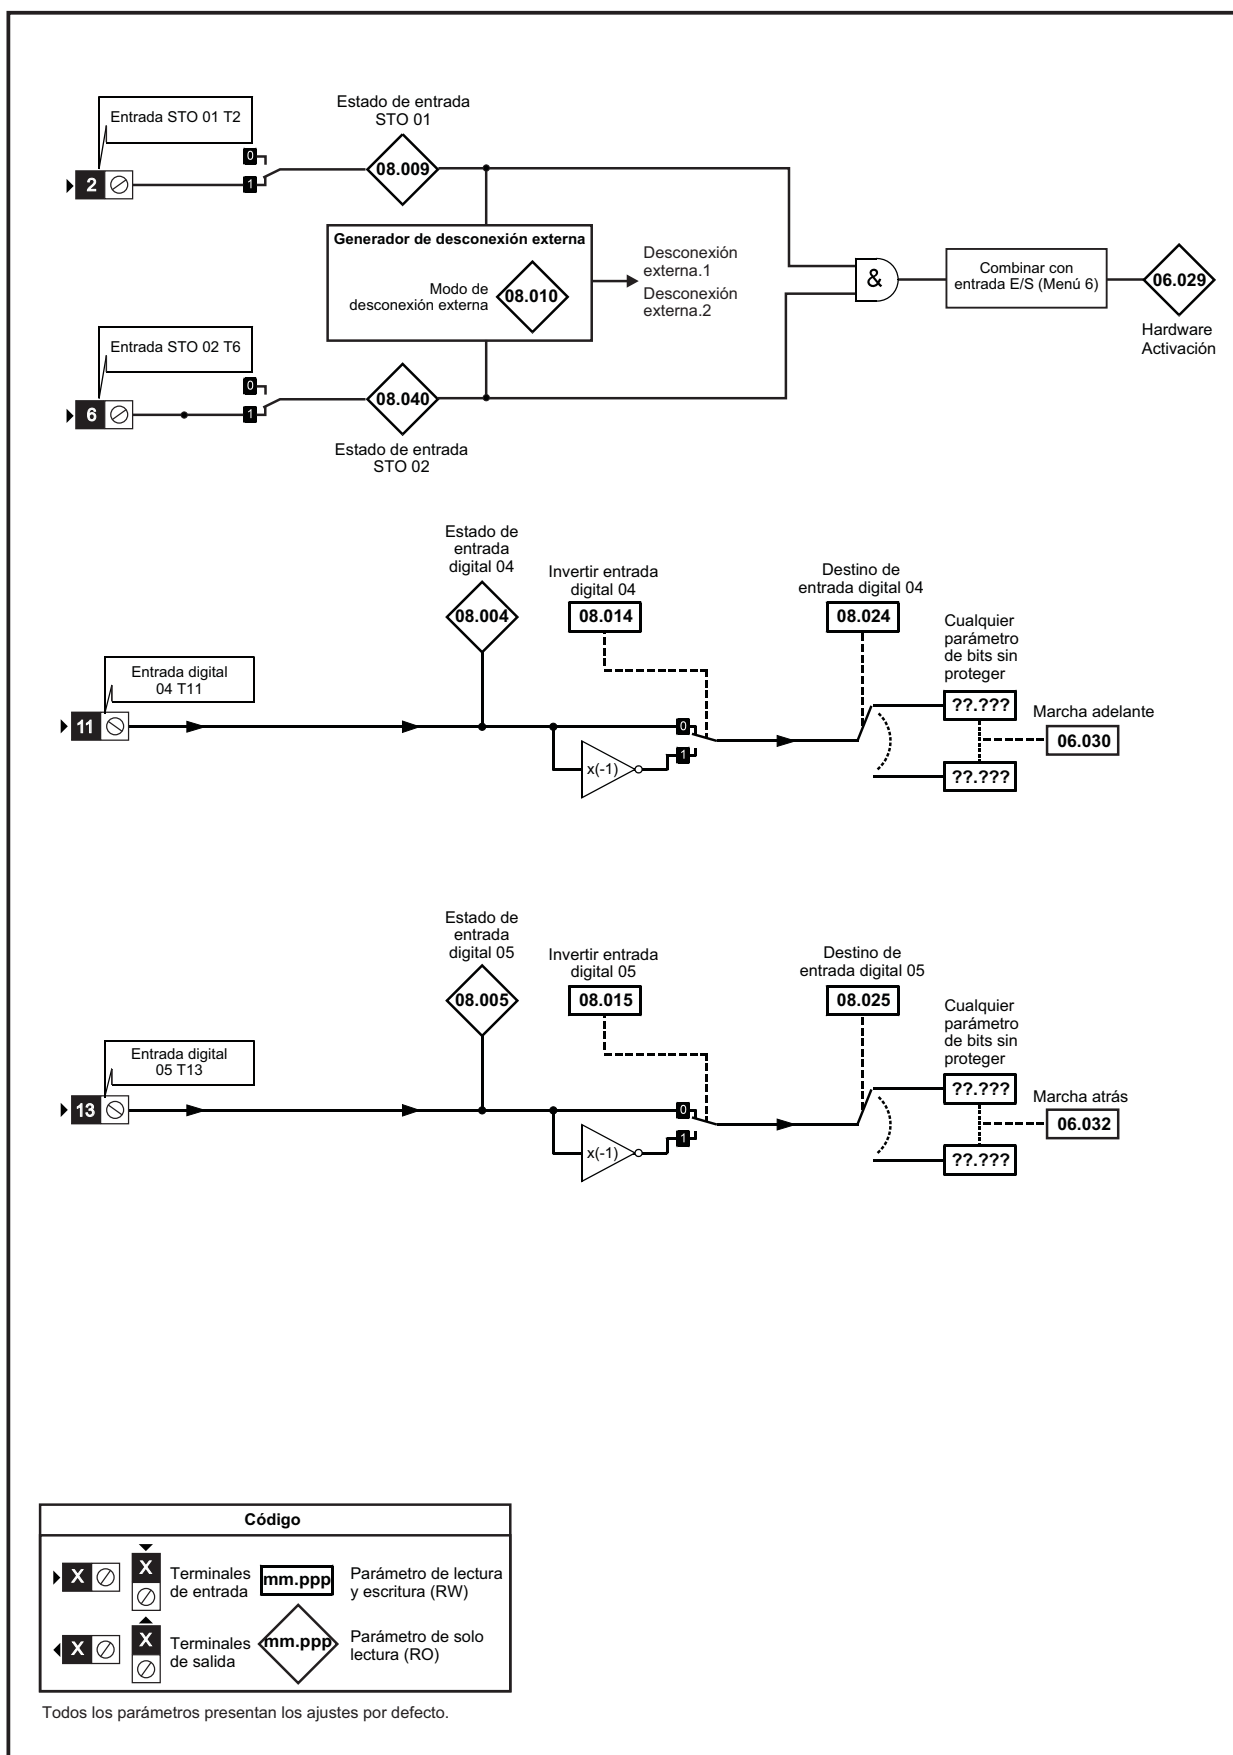 Entrada STO 01 T2
Estado de entrada
STO 01
0
1
2
08.009
Generador de desconexión externa
Modo de
desconexión externa
08.010
Desconexión
externa.1
Desconexión
externa.2
&
Combinar con
entrada E/S (Menú 6)
06.029
Hardware
Activación
Entrada STO 02 T6
0
1
6
08.040
Estado de entrada
STO 02
Estado de
entrada
digital 04
08.004
Invertir entrada
digital 04
08.014
Destino de
entrada digital 04
08.024
Cualquier
parámetro
de bits sin
proteger
??.???
Entrada digital
04 T11
11
0
1
x(-1)
Marcha adelante
06.030
??.???
Estado de
entrada
digital 05
08.005
Invertir entrada
digital 05
08.015
Destino de
entrada digital 05
08.025
Cualquier
parámetro
de bits sin
proteger
??.???
Entrada digital
05 T13
13
0
1
x(-1)
Marcha atrás
06.032
??.???
Código
X
X
Terminales
de entrada
mm.ppp
Parámetro de lectura
y escritura (RW)
X
X
Terminales
de salida
mm.ppp
Parámetro de solo
lectura (RO)
Todos los parámetros presentan los ajustes por defecto.